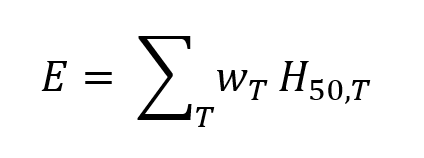 E = ∑_T w_T H_{50,T}